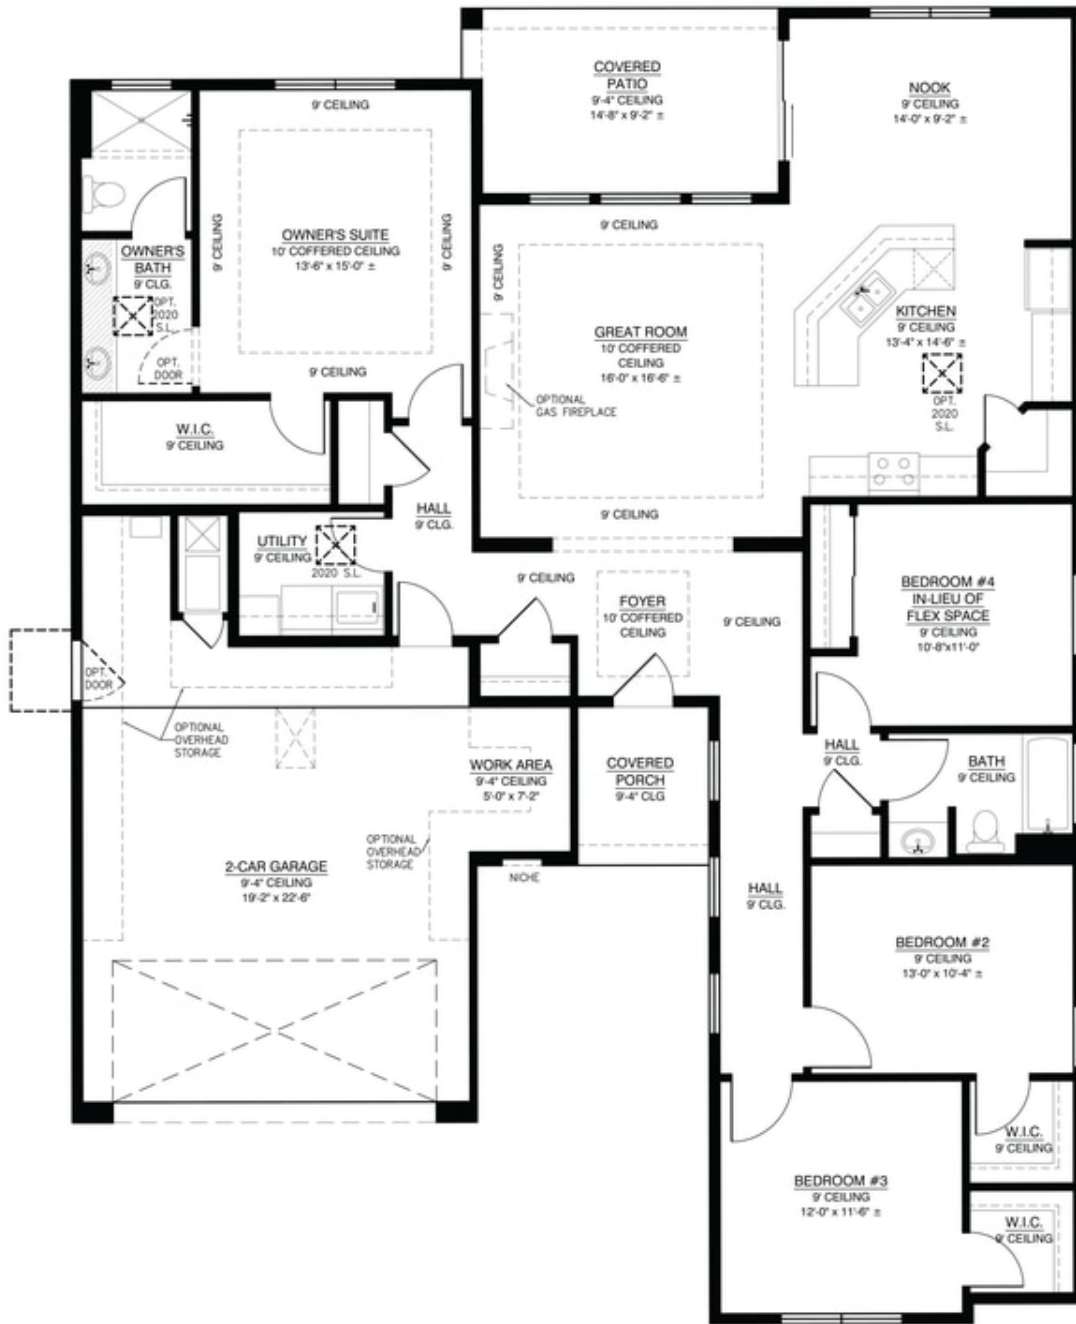 COVERED
PATIO
9'-4" CEILING
14'-8" x 9'-2" ±
NOOK
9' CEILING
14'-0" x 9'-2" ±
9' CEILING
OWNER'S SUITE
10' COFFERED CEILING
13'-6" x 15'-0" ±
9' CEILING
9' CEILING
9' CEILING
OWNER'S
BATH
9' CLG.
OPT.
2020
S.L.
OPT.
DOOR
9' CEILING
9' CEILING
GREAT ROOM
10' COFFERED
CEILING
16'-0" x 16'-6" ±
OPTIONAL
GAS FIREPLACE
9' CEILING
KITCHEN
9' CEILING
13'-4" x 14'-6" ±
OPT.
2020
S.L.
W.I.C.
9' CEILING
HALL
9' CLG.
UTILITY
9' CEILING
2020 S.L.
9' CEILING
FOYER
10' COFFERED
CEILING
9' CEILING
BEDROOM #4
IN-LIEU OF
FLEX SPACE
9' CEILING
10'-8"x11'-0"
OPT.
DOOR
OPTIONAL
OVERHEAD
STORAGE
WORK AREA
9'-4" CEILING
5'-0" x 7'-2"
COVERED
PORCH
9'-4" CLG
HALL
9' CLG.
BATH
9' CEILING
OPTIONAL
OVERHEAD
STORAGE
2-CAR GARAGE
9'-4" CEILING
19'-2" x 22'-6"
NICHE
HALL
9' CLG.
BEDROOM #2
9' CEILING
13'-0" x 10'-4" ±
W.I.C.
9' CEILING
BEDROOM #3
9' CEILING
12'-0" x 11'-6" ±
W.I.C.
9' CEILING